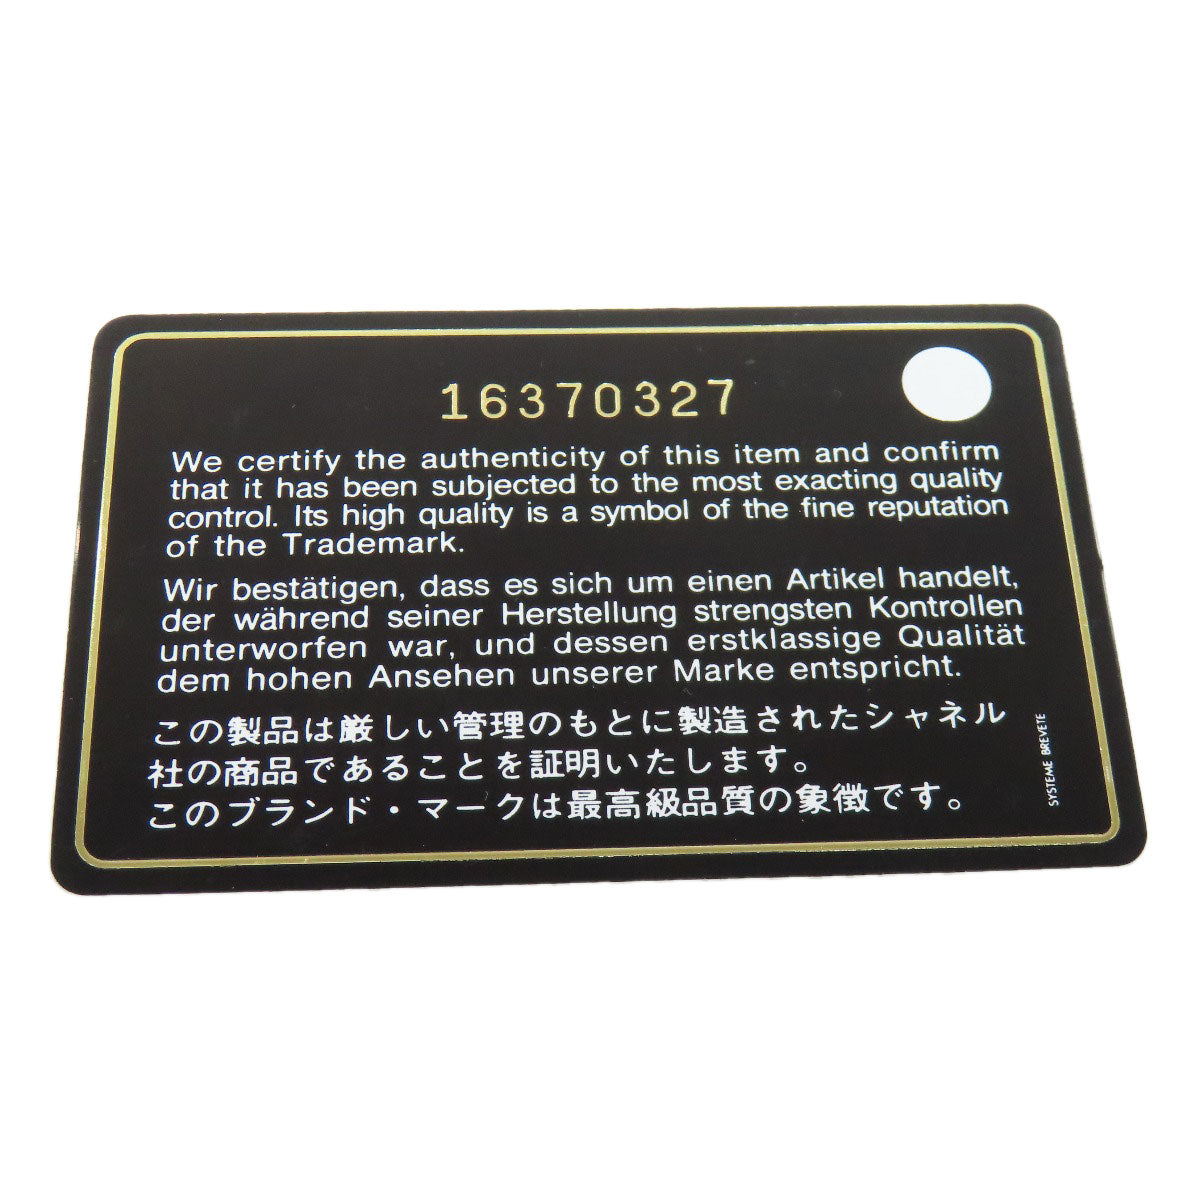 16370327
We certify the authenticity of this item and confirm
that it has been subjected to the most exacting quality
control. Its high quality is a symbol of the fine reputation
of the Trademark.
Wir bestätigen, dass es sich um einen Artikel handelt,
der während seiner Herstellung strengsten Kontrollen
unterworfen war, und dessen erstklassige Qualität
dem hohen Ansehen unserer Marke entspricht.
この製品は厳しい管理のもとに製造されたシャネル
社の商品であることを証明いたします。
このブランド・マークは最高級品質の象徴です。
SYSTEME BREVETE